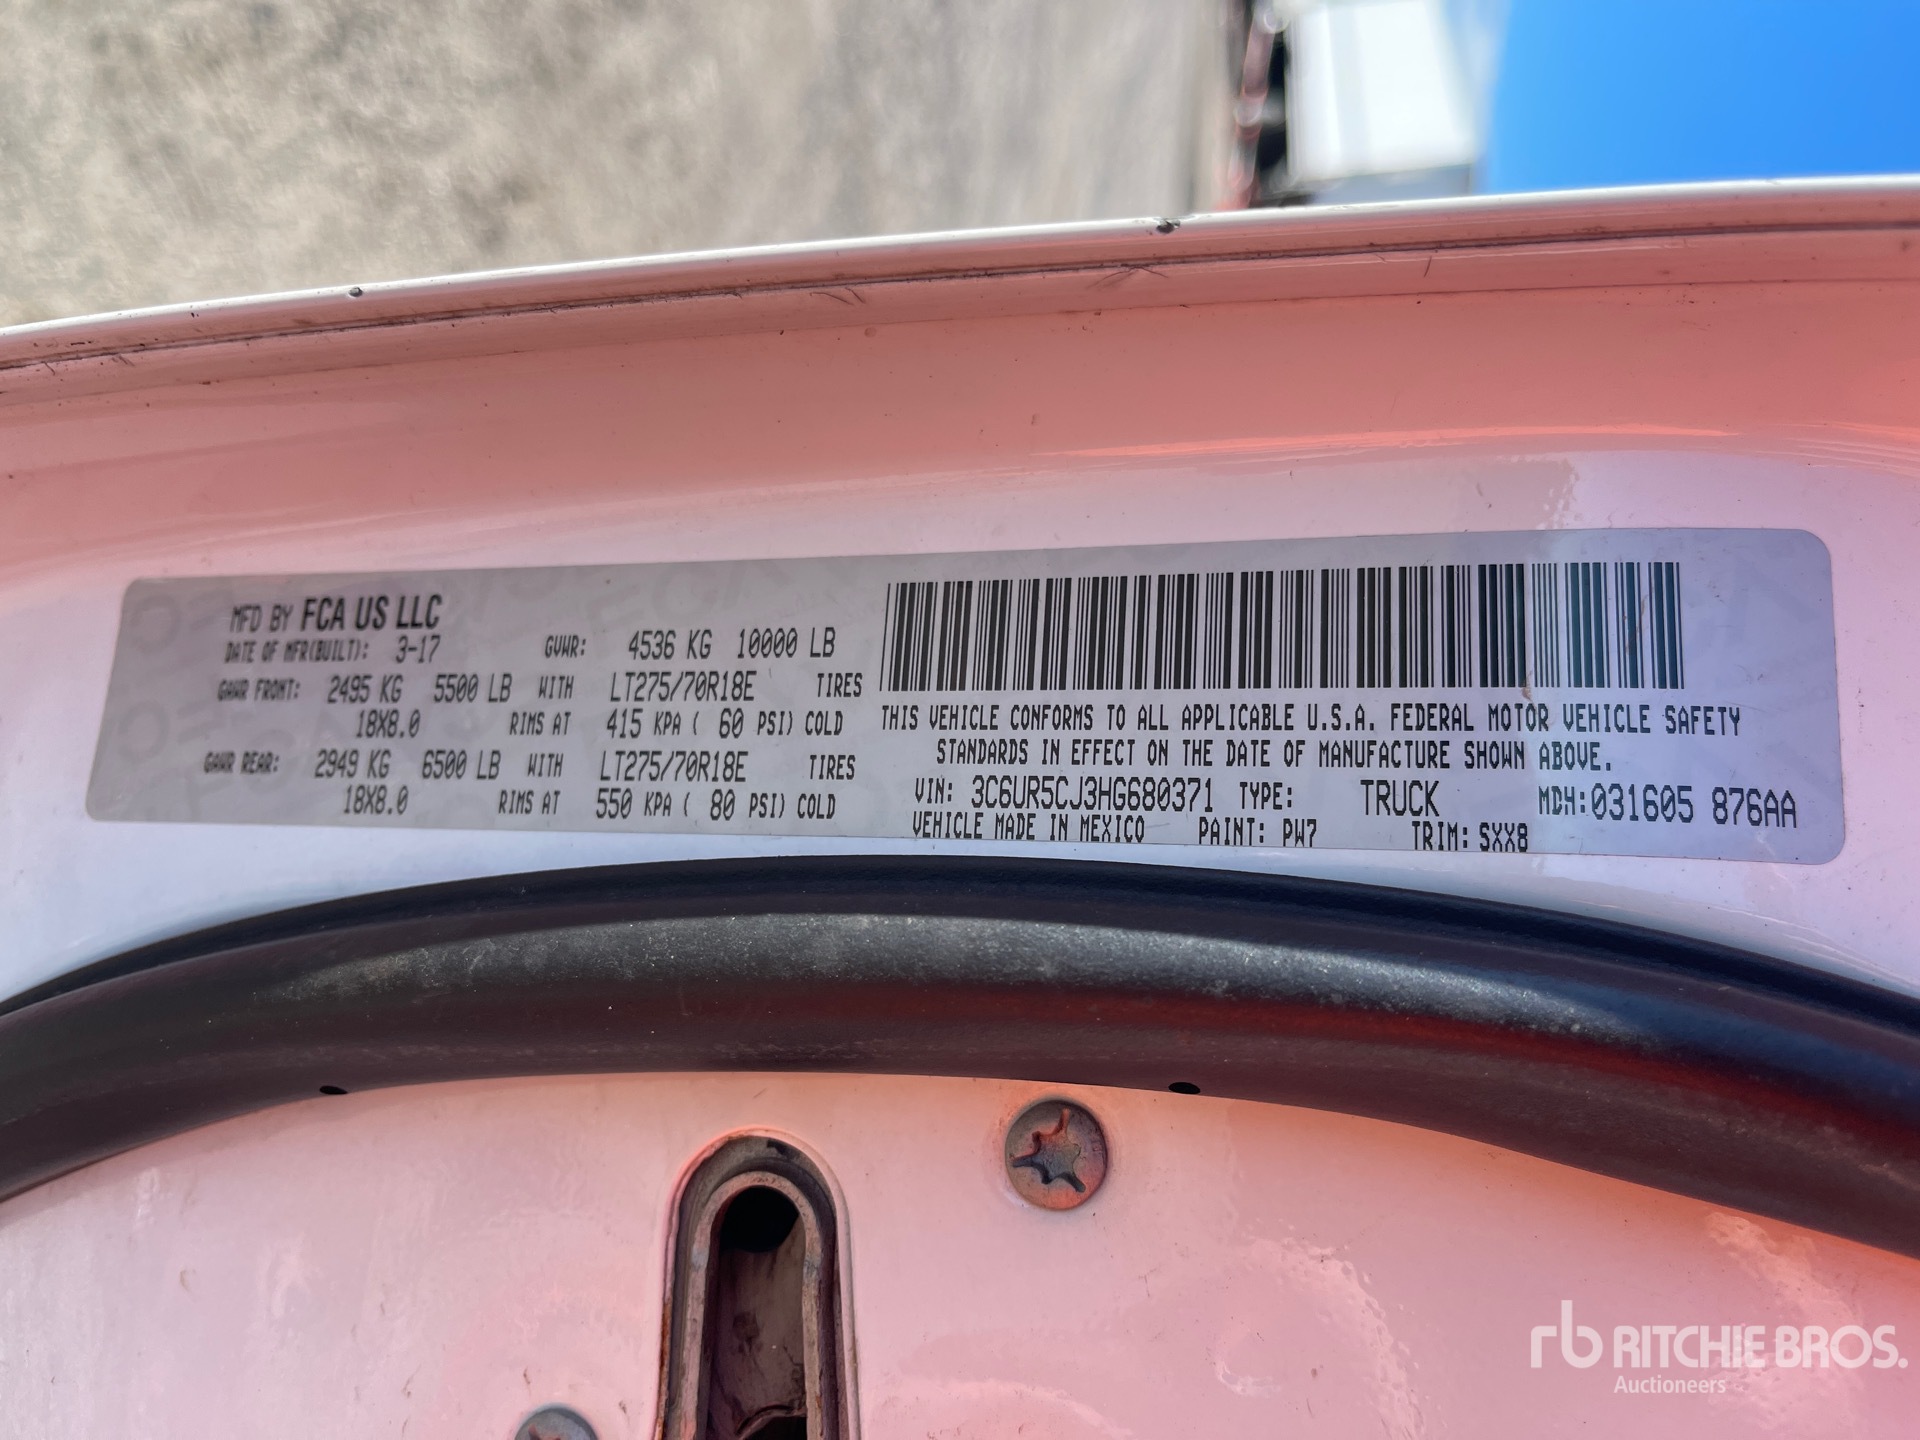 MFD BY FCA US LLC
DATE OF MFR(BUILT): 3-17 GVWR: 4536 KG 10000 LB
GAWR FRONT: 2495 KG 5500 LB WITH LT275/70R18E TIRES
18X8.0 RIMS AT 415 KPA ( 60 PSI) COLD
GAWR REAR: 2949 KG 6500 LB WITH LT275/70R18E TIRES
18X8.0 RIMS AT 550 KPA ( 80 PSI) COLD
THIS VEHICLE CONFORMS TO ALL APPLICABLE U.S.A. FEDERAL MOTOR VEHICLE SAFETY
STANDARDS IN EFFECT ON THE DATE OF MANUFACTURE SHOWN ABOVE.
VIN: 3C6UR5CJ3HG680371 TYPE: TRUCK MDH:031605 876AA
VEHICLE MADE IN MEXICO PAINT: PW7 TRIM: SXX8
rb RITCHIE BROS.
Auctioneers